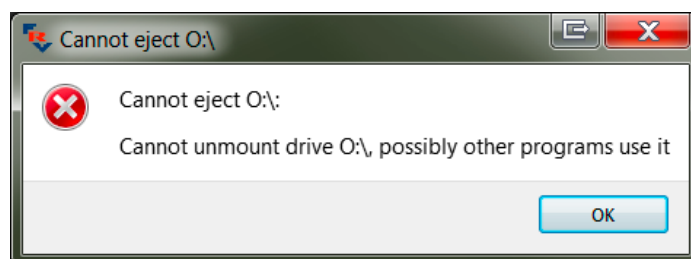 Cannot eject O:\
Cannot eject O:\:
Cannot unmount drive O:\, possibly other programs use it
OK